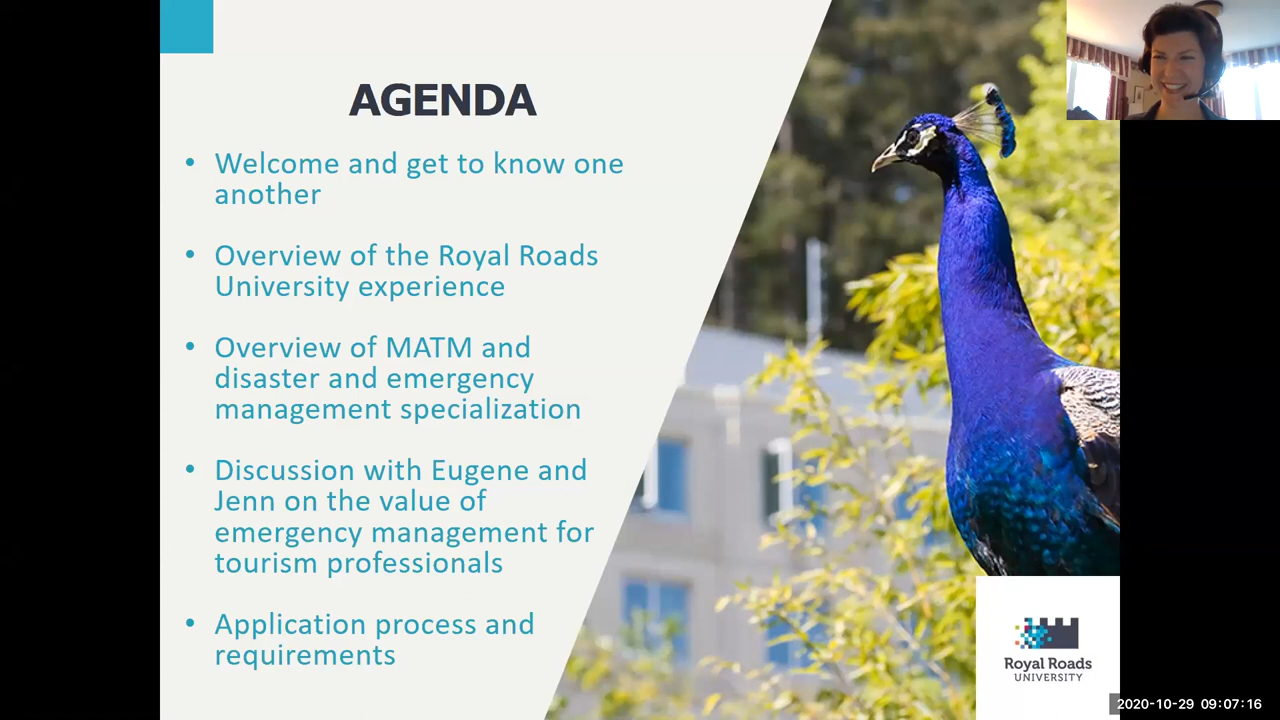 AGENDA
• Welcome and get to know one
another
• Overview of the Royal Roads
University experience
• Overview of MATM and
disaster and emergency
management specialization
• Discussion with Eugene and
Jenn on the value of
emergency management for
tourism professionals
• Application process and
requirements
Royal Roads
UNIVERSITY
2020-10-29 09:07:16